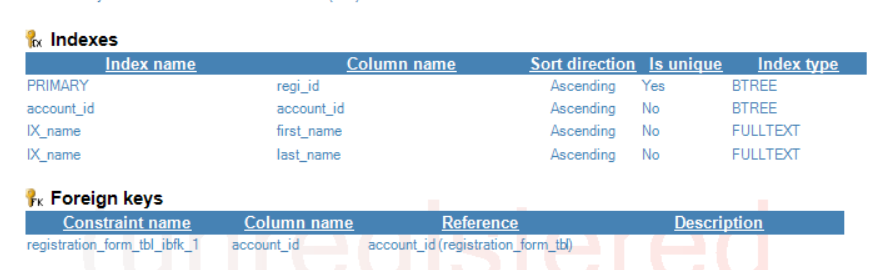 Indexes
Index name Column name Sort direction Is unique Index type
PRIMARY regi_id Ascending Yes BTREE
account_id account_id Ascending No BTREE
IX_name first_name Ascending No FULLTEXT
IX_name last_name Ascending No FULLTEXT
FK Foreign keys
Constraint name Column name Reference Description
registration_form_tbl_ibfk_1 account_id account_id (registration_form_tbl)
unregistered